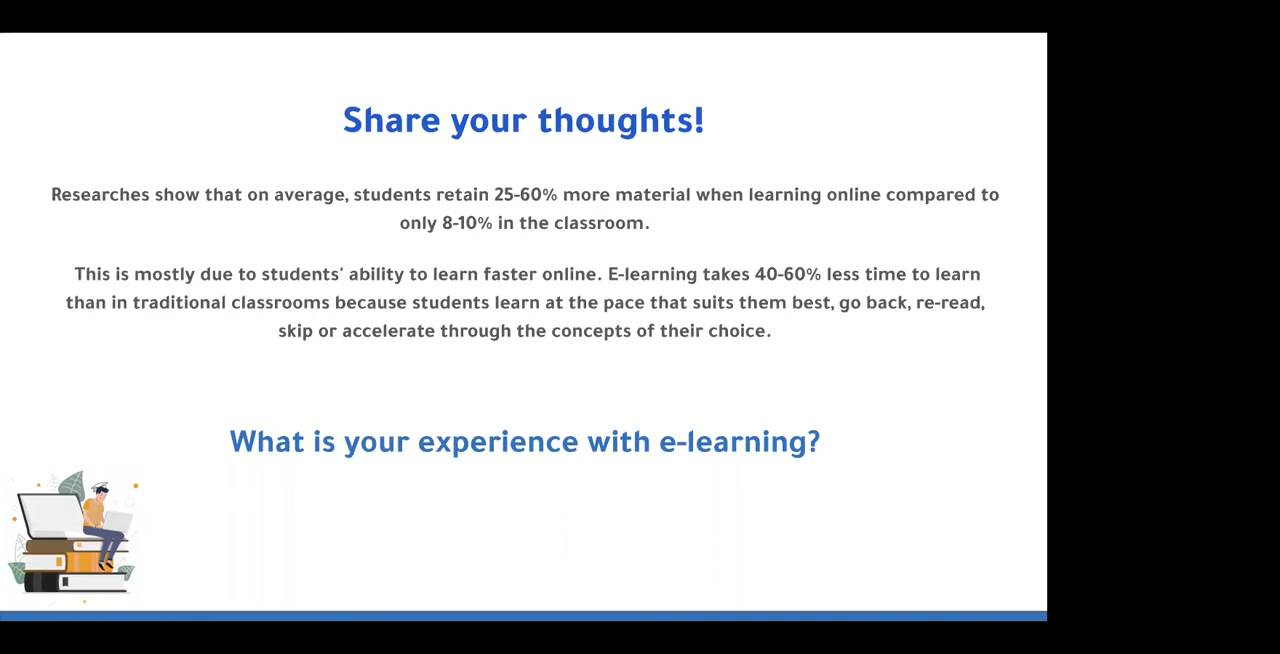 Share your thoughts!
Researches show that on average, students retain 25-60% more material when learning online compared to
only 8-10% in the classroom.
This is mostly due to students' ability to learn faster online. E-learning takes 40-60% less time to learn
than in traditional classrooms because students learn at the pace that suits them best, go back, re-read,
skip or accelerate through the concepts of their choice.
What is your experience with e-learning?